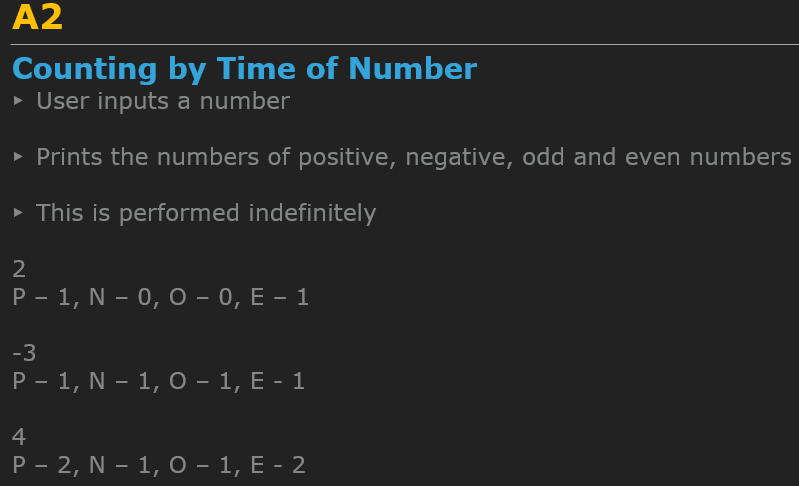 A2
Counting by Time of Number
‣ User inputs a number
‣ Prints the numbers of positive, negative, odd and even numbers
‣ This is performed indefinitely
2
P – 1, N – 0, O – 0, E – 1
-3
P – 1, N – 1, O – 1, E - 1
4
P – 2, N – 1, O – 1, E - 2